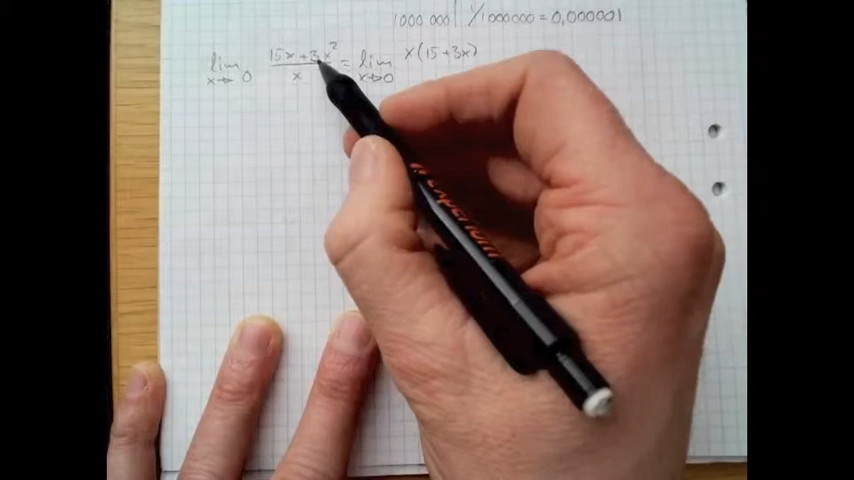 1000 000 | 1/1000000 = 0,000001
lim x→0 15x + 3x² / x = lim x→0 x(15+3x)